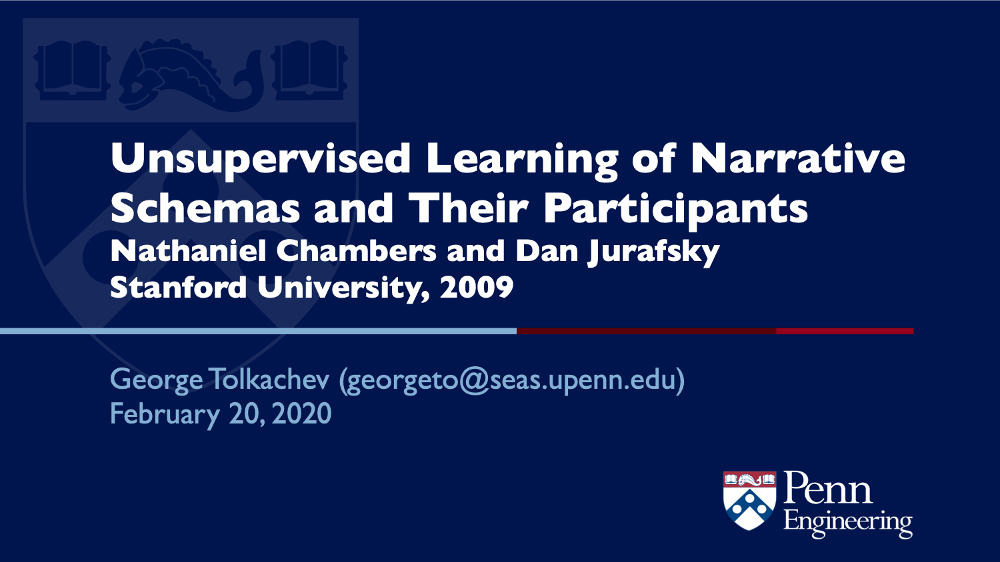 Unsupervised Learning of Narrative
Schemas and Their Participants
Nathaniel Chambers and Dan Jurafsky
Stanford University, 2009
George Tolkachev (georgeto@seas.upenn.edu)
February 20, 2020
Penn
Engineering